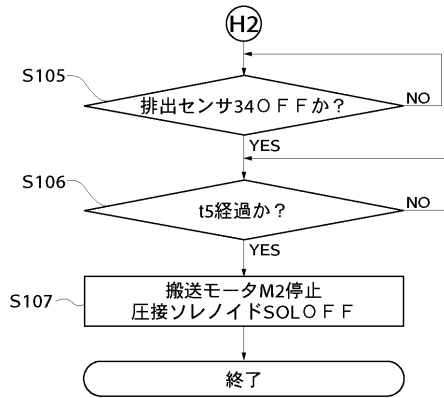 H2
S105
排出センサ34OFFか？
NO
YES
S106
t5経過か？
NO
YES
S107
搬送モータM2停止
圧接ソレノイドSOLOFF
終了